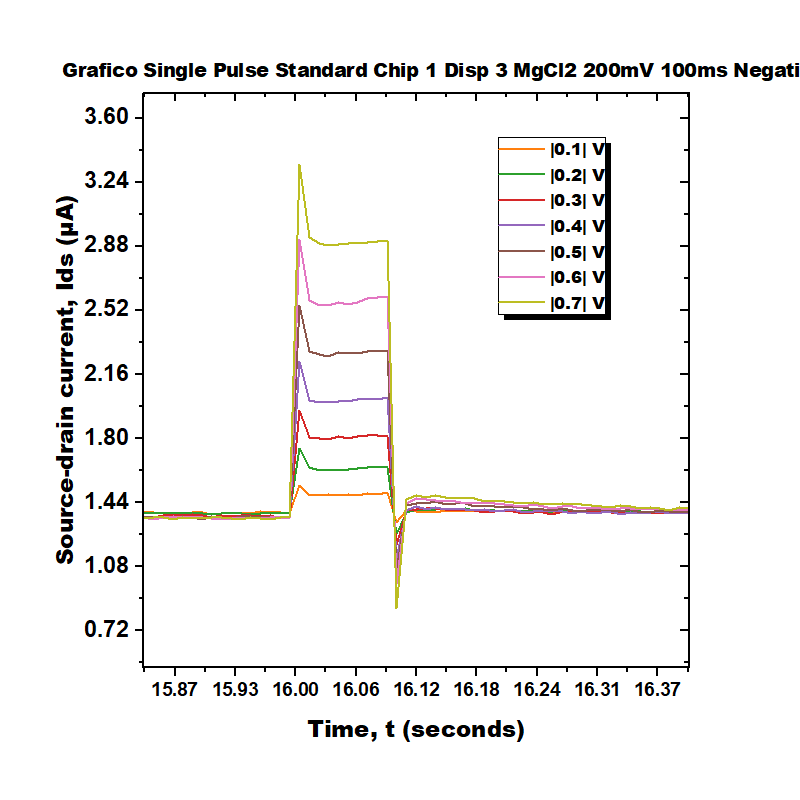 Grafico Single Pulse Standard Chip 1 Disp 3 MgCl2 200mV 100ms Negati
3.60
3.24
2.88
2.52
2.16
1.80
1.44
1.08
0.72
Source-drain current, Ids (µA)
|0.1| V
|0.2| V
|0.3| V
|0.4| V
|0.5| V
|0.6| V
|0.7| V
15.87 15.93 16.00 16.06 16.12 16.18 16.24 16.31 16.37
Time, t (seconds)